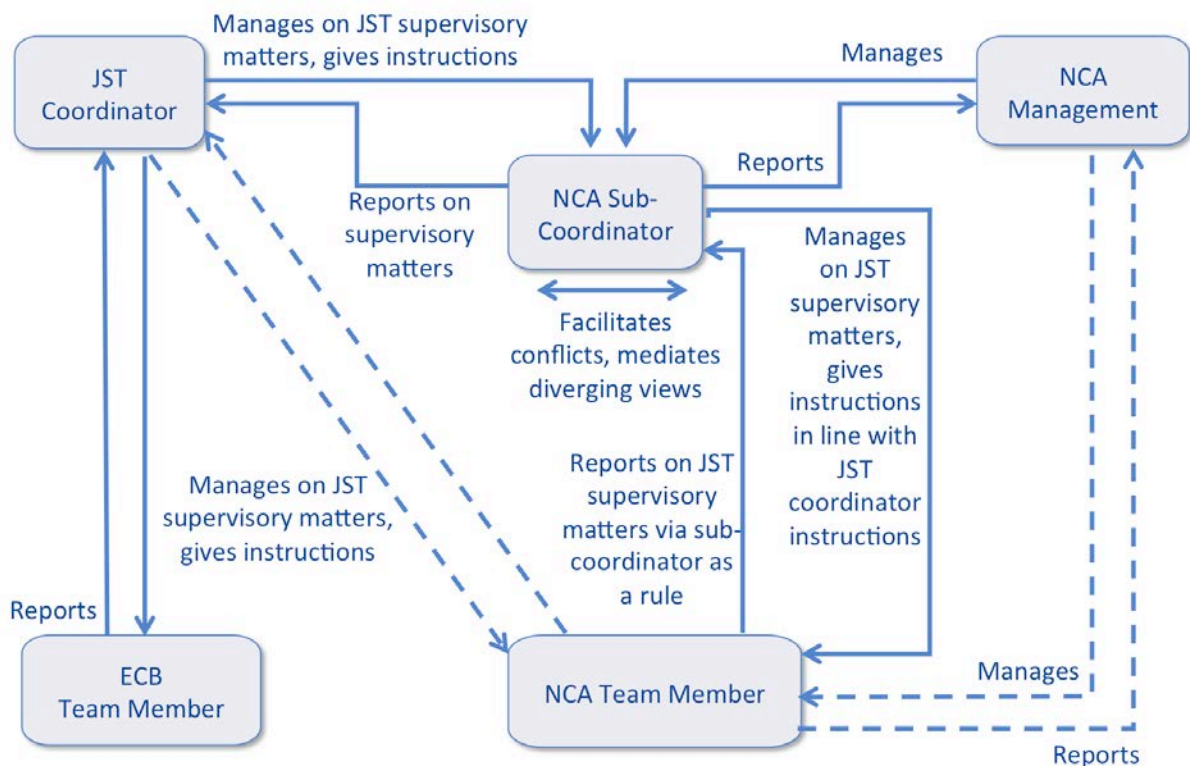 Manages on JST supervisory
matters, gives instructions
JST
Coordinator
Manages
NCA
Management
Reports
NCA Sub-
Coordinator
Reports on
supervisory
matters
Manages
on JST
supervisory
matters,
gives
instructions
in line with
JST
coordinator
instructions
Facilitates
conflicts, mediates
diverging views
Manages on JST
supervisory matters,
gives instructions
Reports on JST
supervisory
matters via sub-
coordinator as
a rule
Reports
ECB
Team Member
NCA Team Member
Manages
Reports